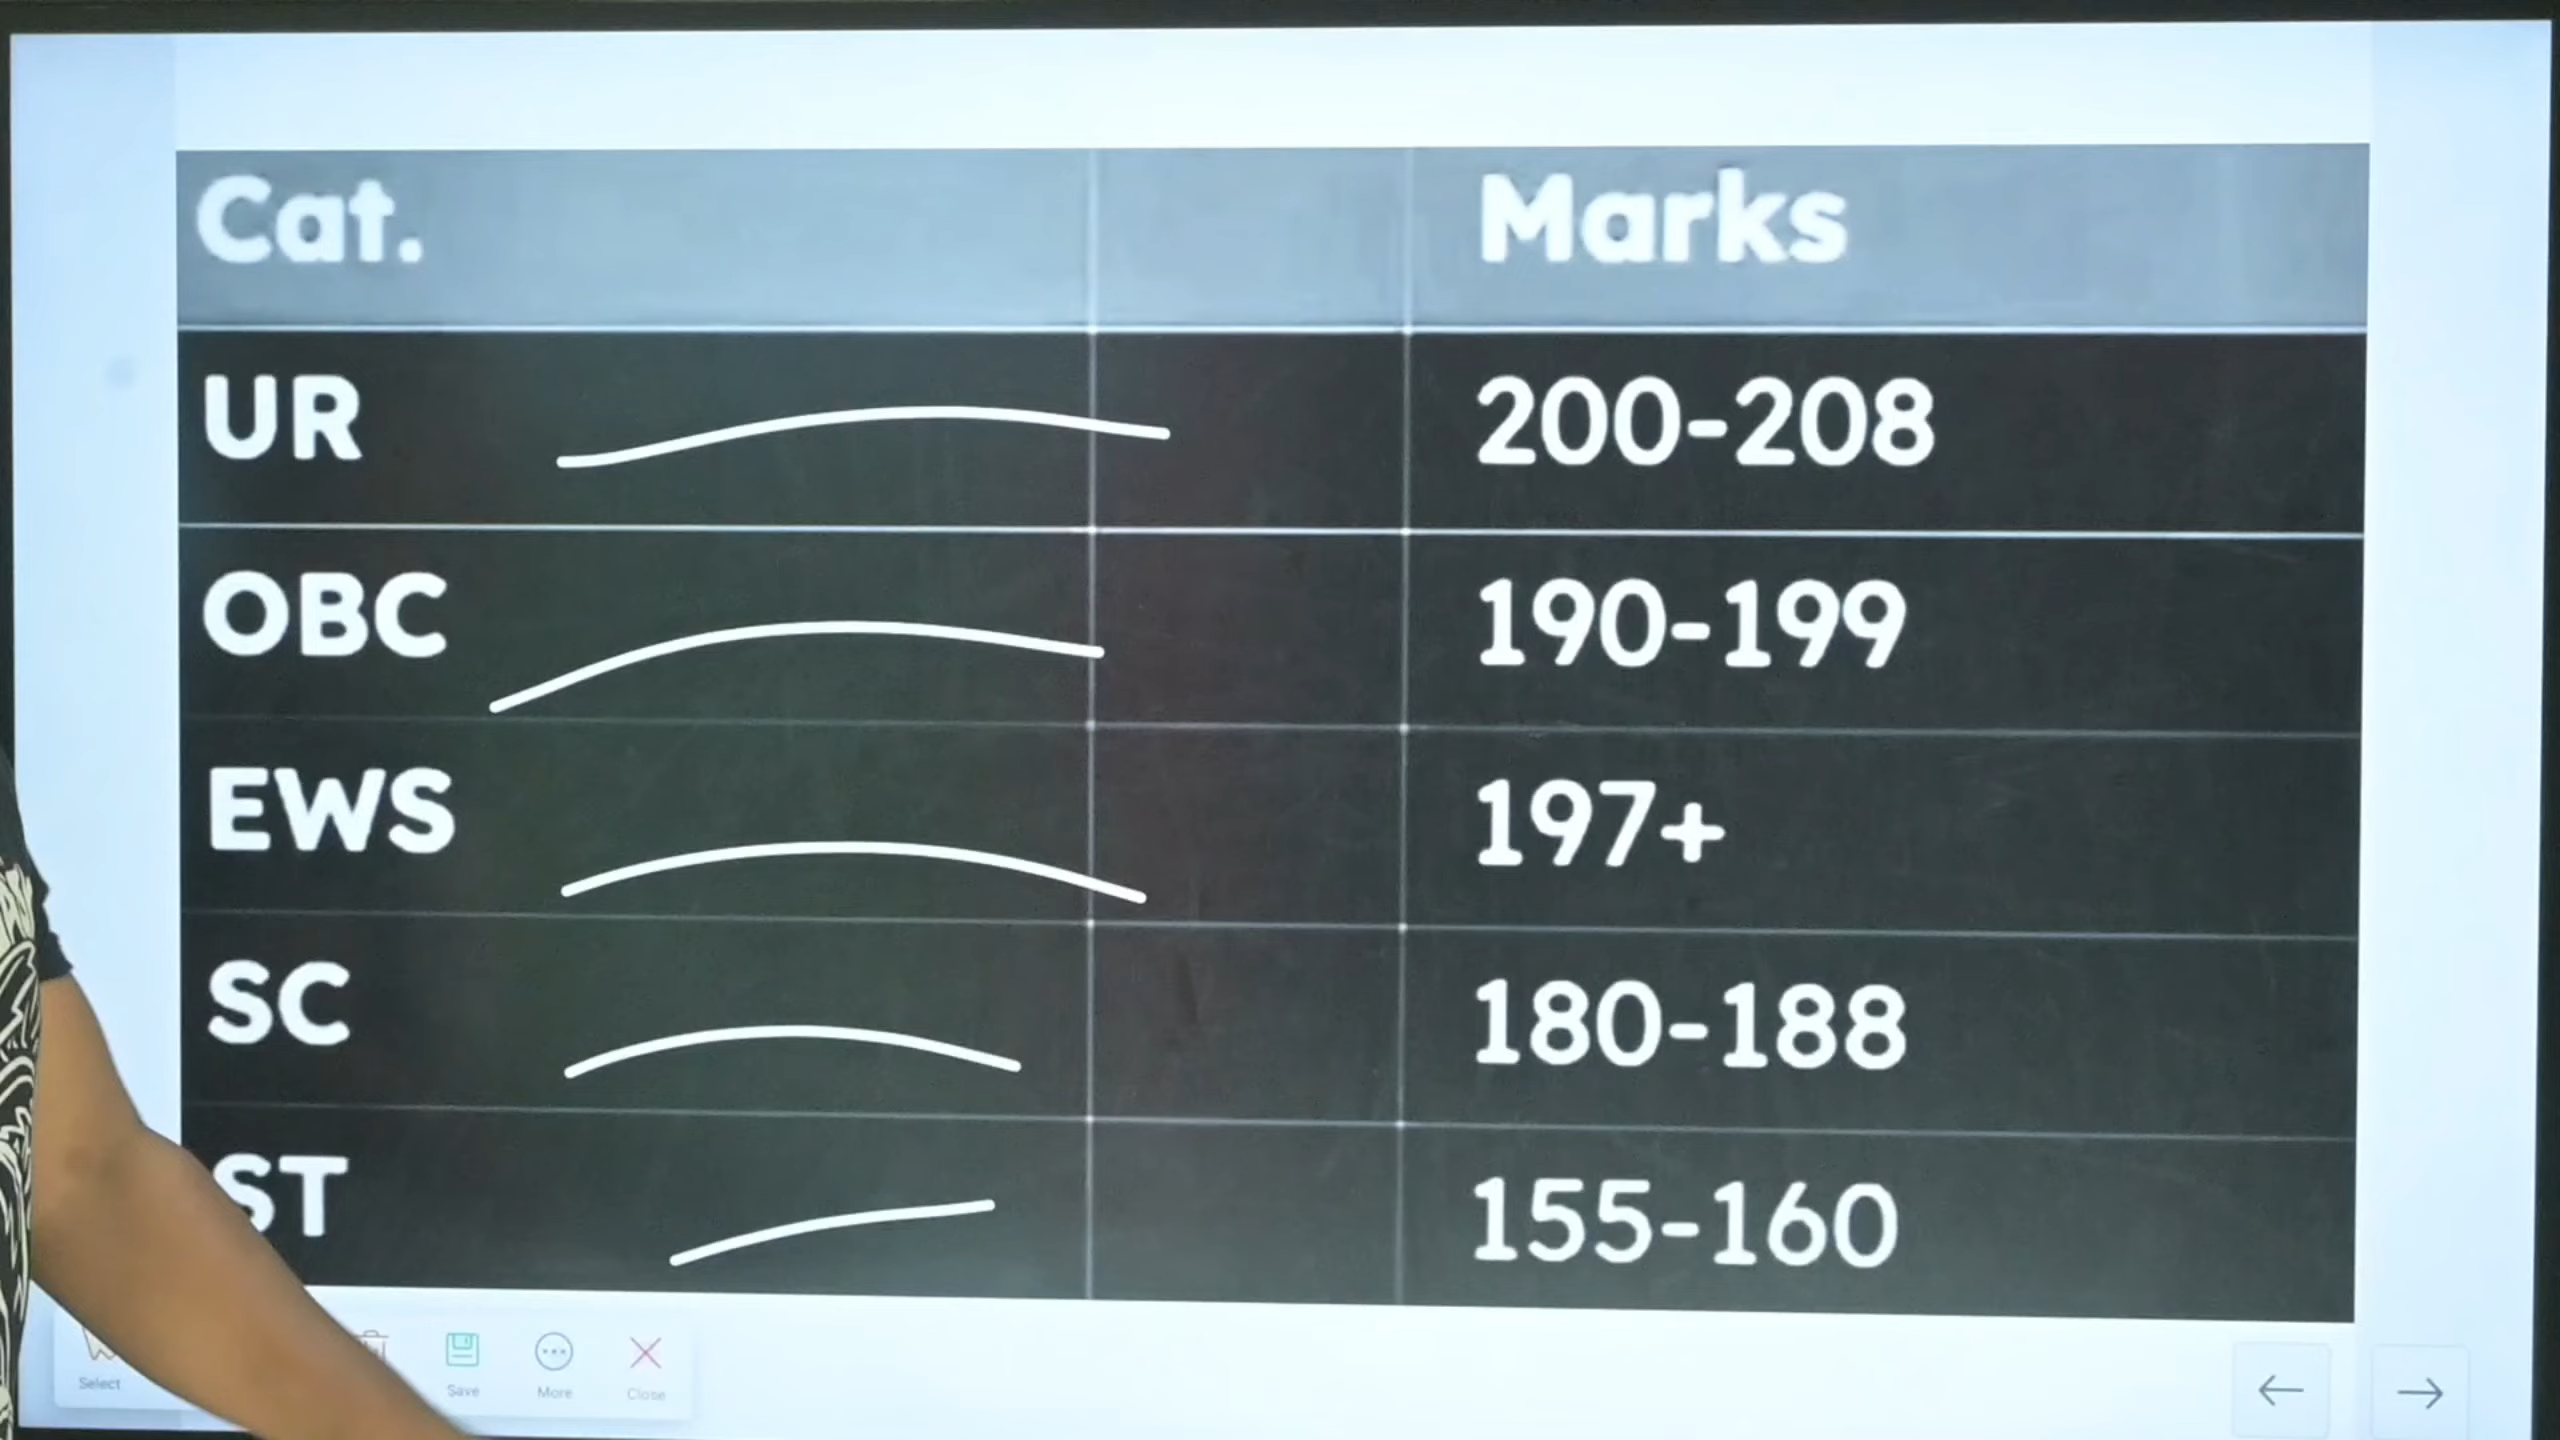 Cat. Marks
UR 200-208
OBC 190-199
EWS 197+
SC 180-188
ST 155-160
Select Save More Close